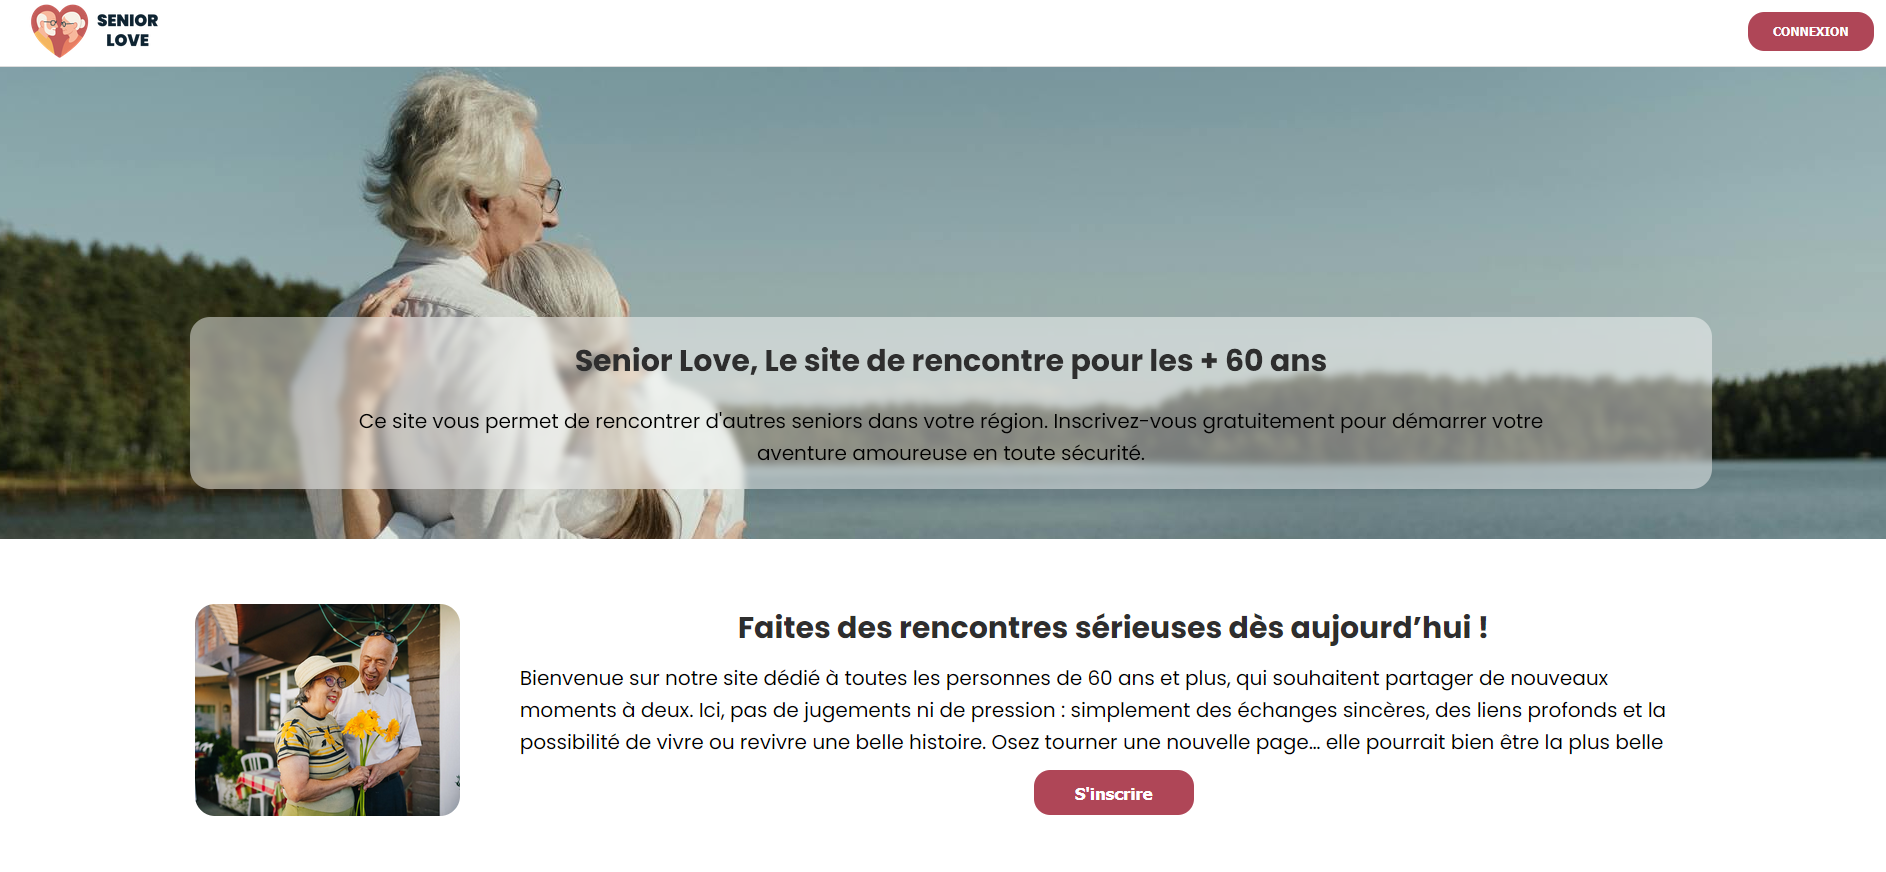 SENIOR
LOVE
CONNEXION
Senior Love, Le site de rencontre pour les + 60 ans
Ce site vous permet de rencontrer d'autres seniors dans votre région. Inscrivez-vous gratuitement pour démarrer votre
aventure amoureuse en toute sécurité.
Faites des rencontres sérieuses dès aujourd’hui !
Bienvenue sur notre site dédié à toutes les personnes de 60 ans et plus, qui souhaitent partager de nouveaux
moments à deux. Ici, pas de jugements ni de pression : simplement des échanges sincères, des liens profonds et la
possibilité de vivre ou revivre une belle histoire. Osez tourner une nouvelle page… elle pourrait bien être la plus belle
S'inscrire